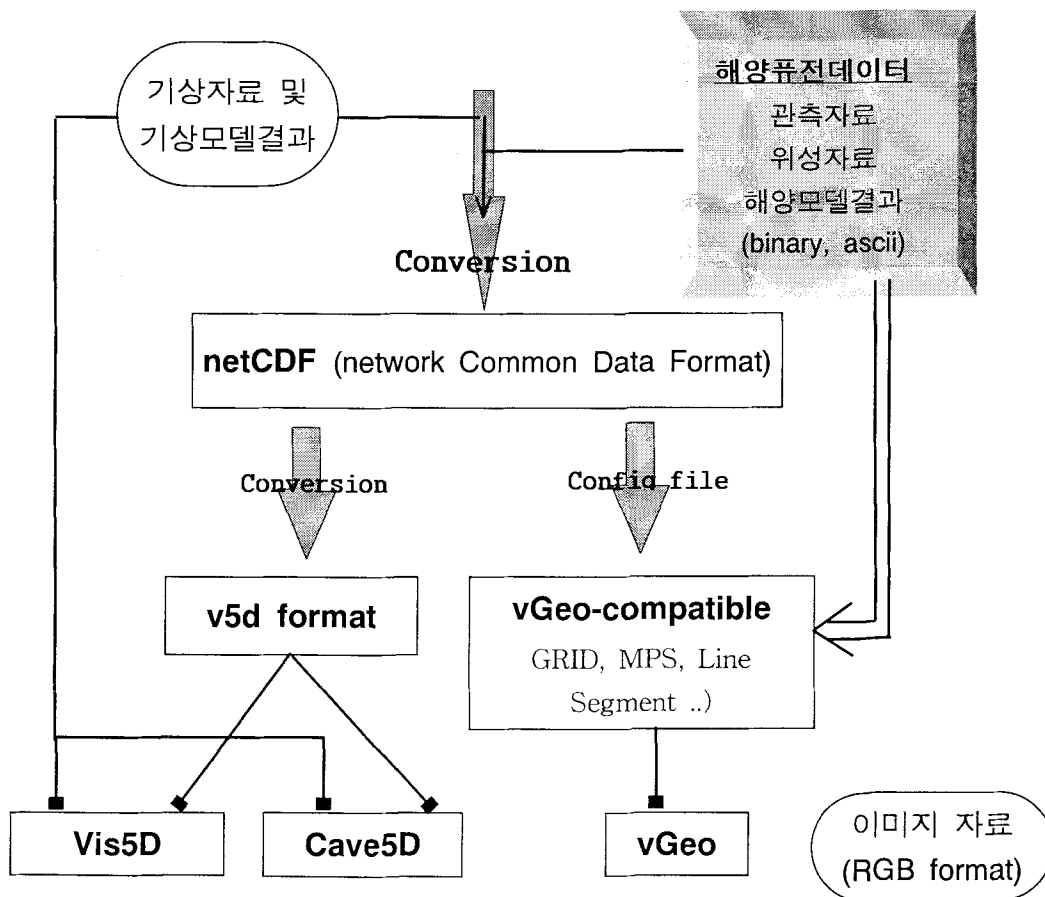 기상자료 및
기상모델결과
해양퓨전데이터
관측자료
위성자료
해양모델결과
(binary, ascii)
Conversion
netCDF (network Common Data Format)
Conversion
Config file
v5d format
vGeo-compatible
GRID, MPS, Line
Segment ..)
Vis5D
Cave5D
vGeo
이미지 자료
(RGB format)